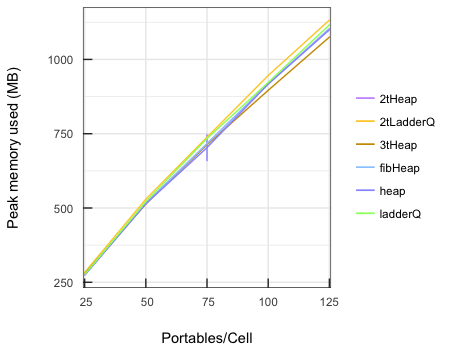 Peak memory used (MB)
1000
750
500
250
25 50 75 100 125
Portables/Cell
2tHeap
2tLadderQ
3tHeap
fibHeap
heap
ladderQ